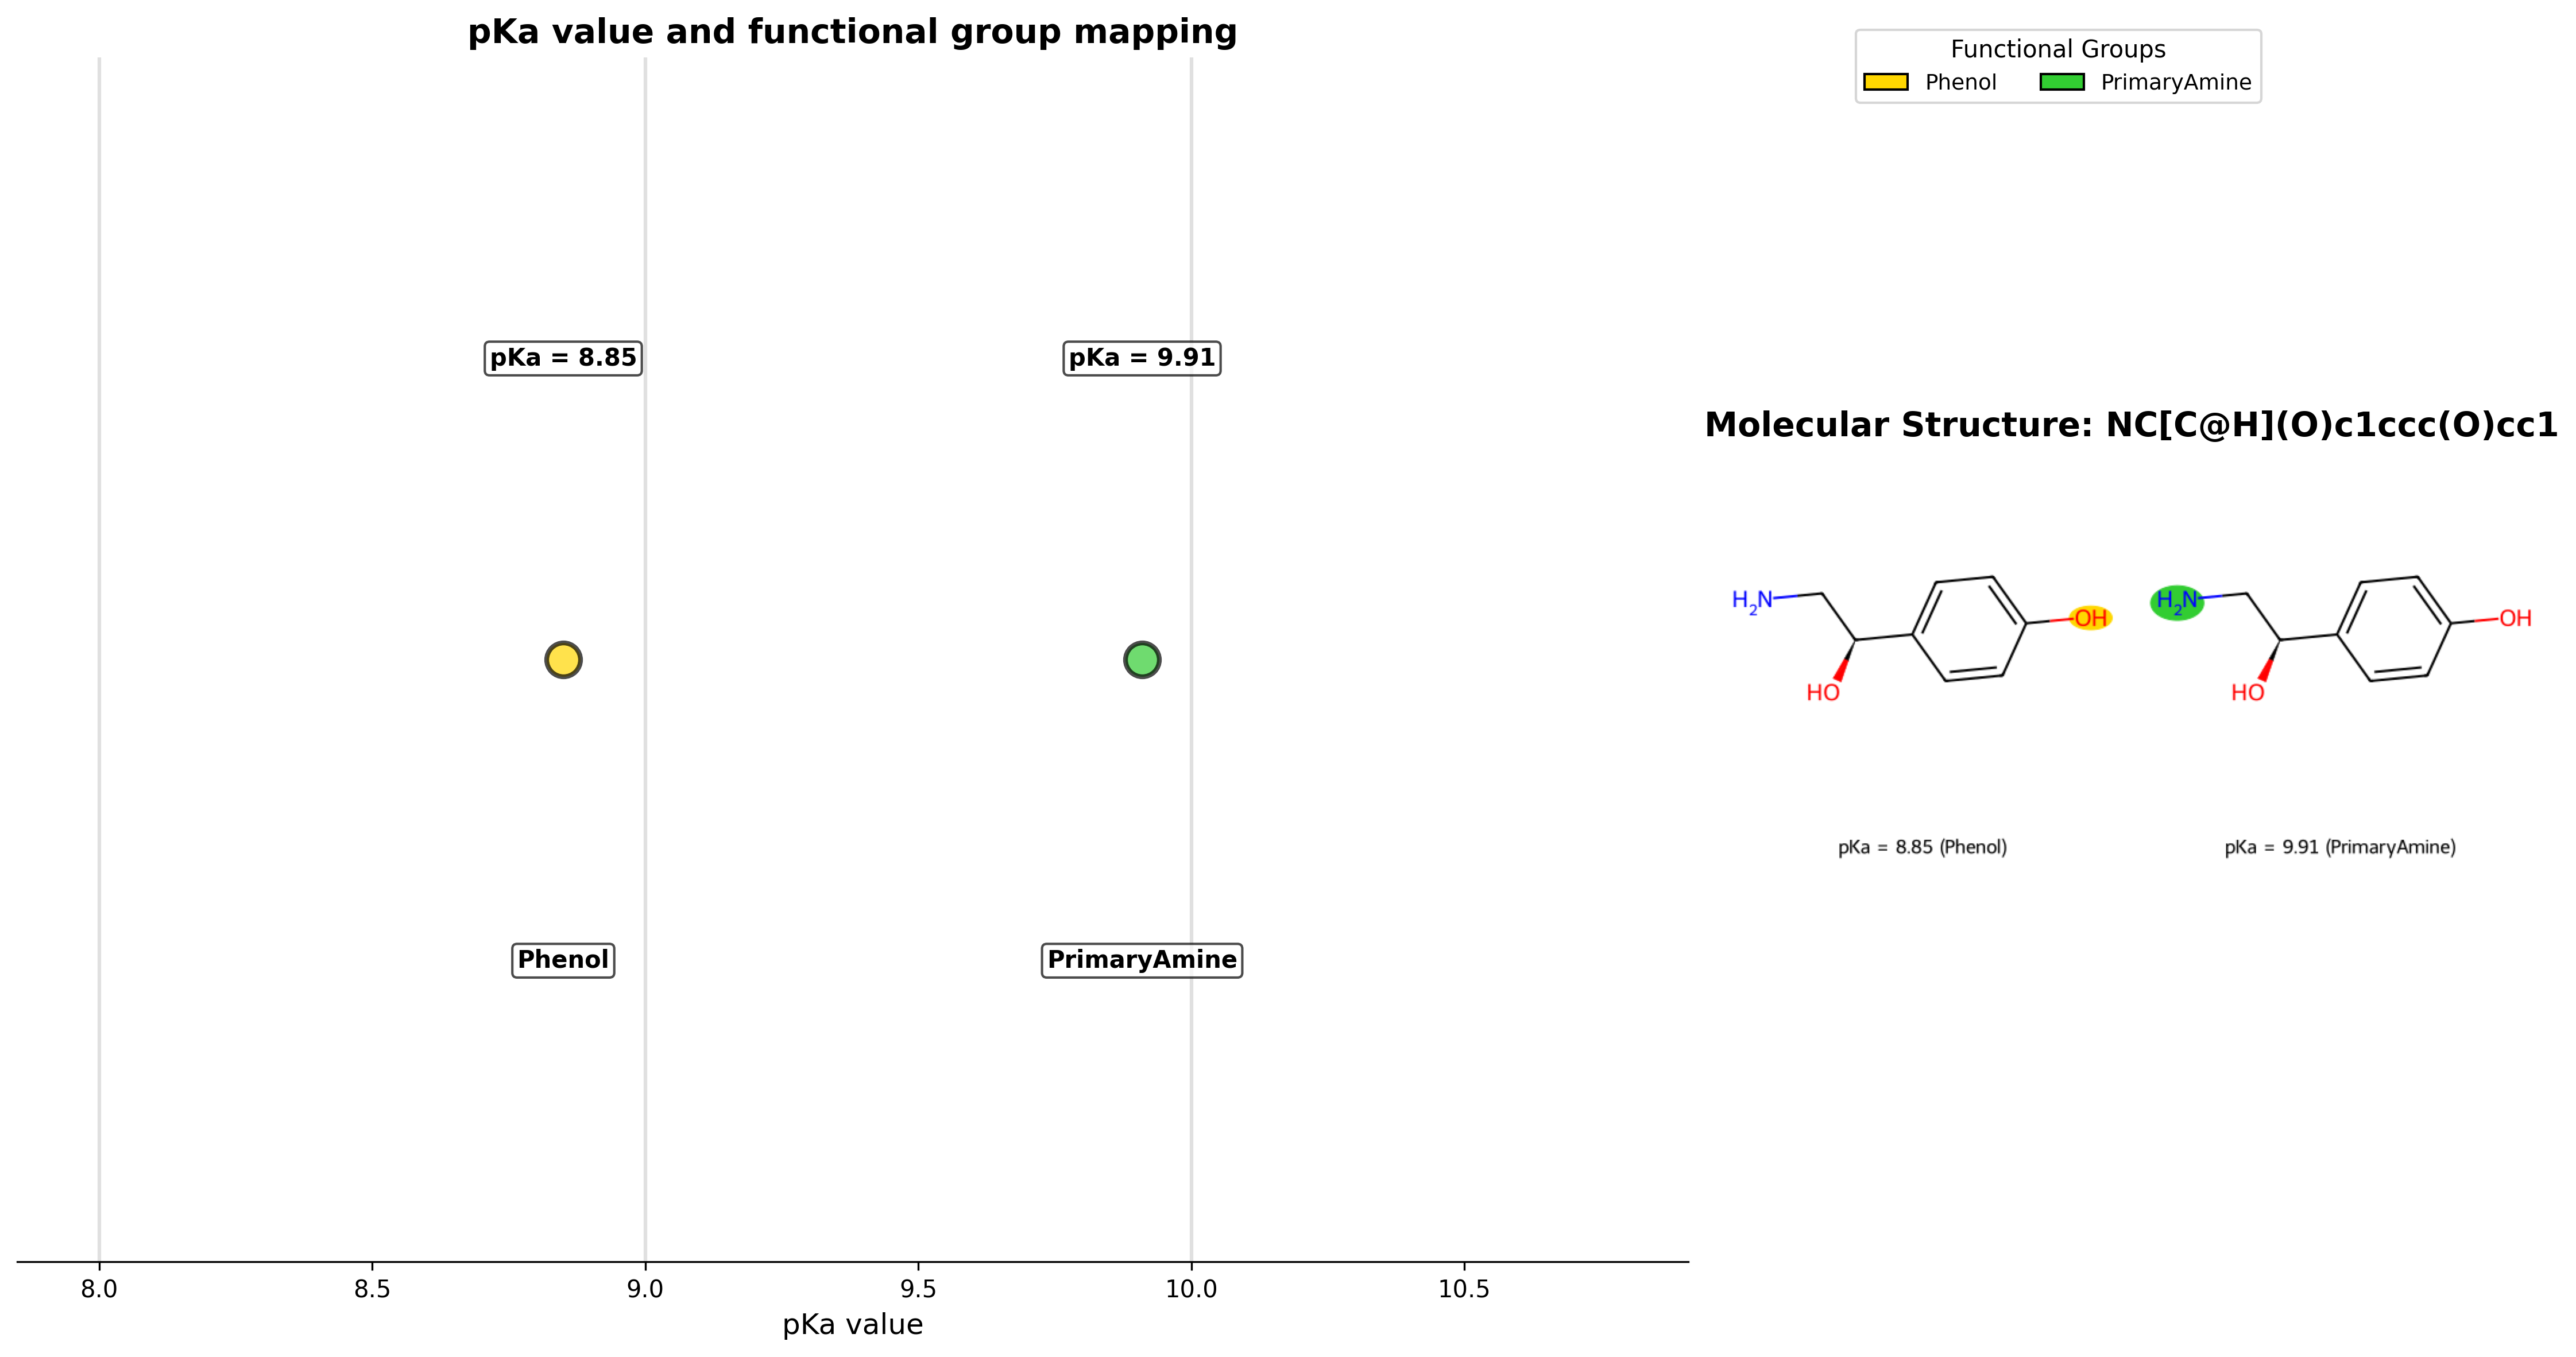 pKa value and functional group mapping
pKa = 8.85
pKa = 9.91
Phenol
PrimaryAmine
8.0
8.5
9.0
9.5
10.0
10.5
pKa value
Functional Groups
Phenol
PrimaryAmine
Molecular Structure: NC[C@H](O)c1ccc(O)cc1
H2N
OH
HO
H2N
OH
HO
pKa = 8.85 (Phenol)
pKa = 9.91 (PrimaryAmine)